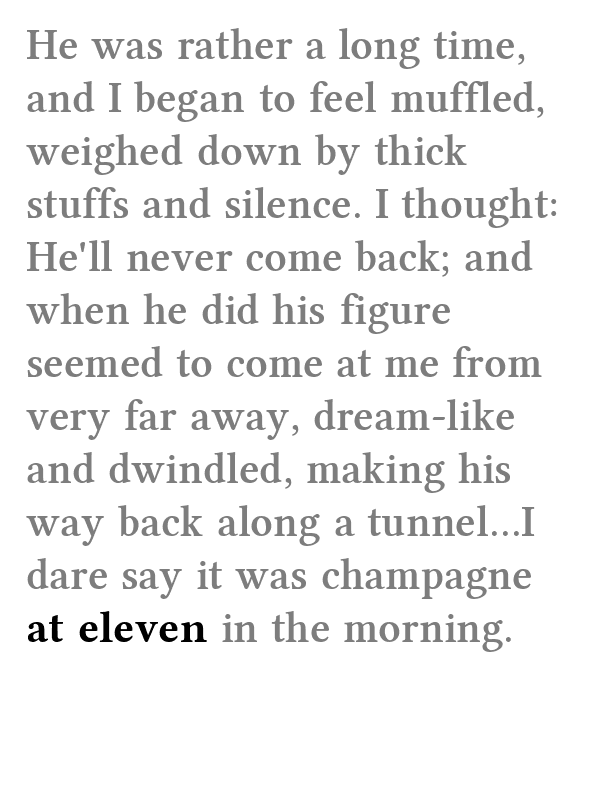 He was rather a long time,
and I began to feel muffled,
weighed down by thick
stuffs and silence. I thought:
He'll never come back; and
when he did his figure
seemed to come at me from
very far away, dream-like
and dwindled, making his
way back along a tunnel...I
dare say it was champagne
at eleven in the morning.